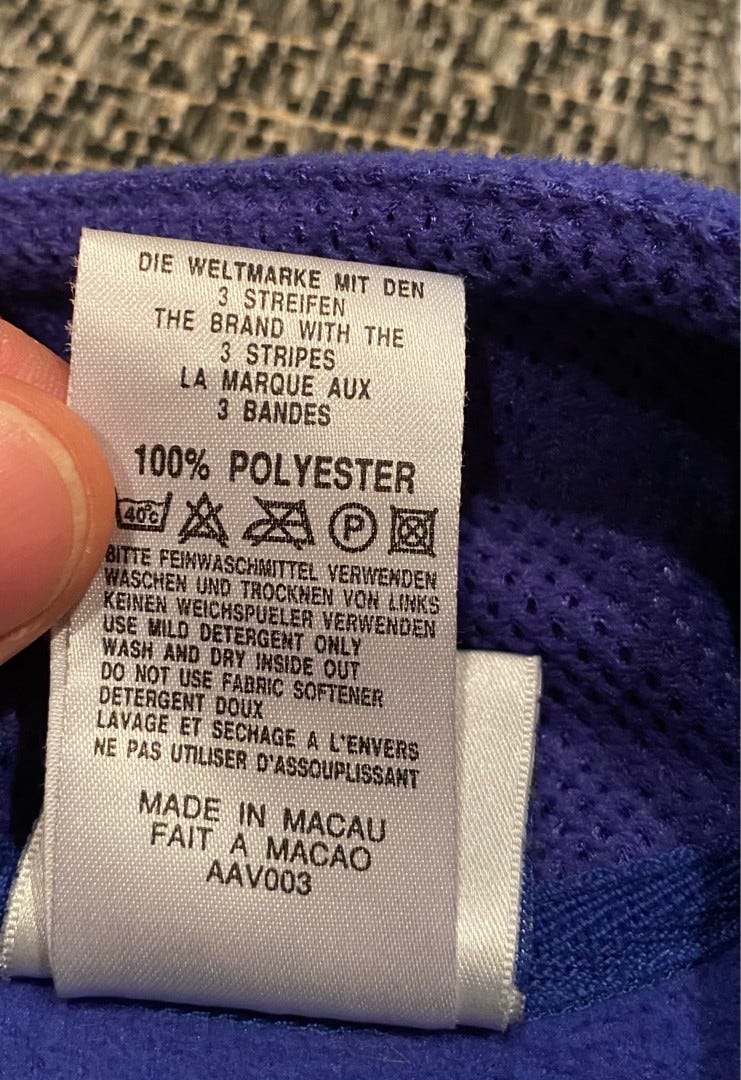 DIE WELTMARKE MIT DEN
3 STREIFEN
THE BRAND WITH THE
3 STRIPES
LA MARQUE AUX
3 BANDES
100% POLYESTER
40°c P
BITTE FEINWASCHMITTEL VERWENDEN
WASCHEN UND TROCKNEN VON LINKS
KEINEN WEICHSPUELER VERWENDEN
USE MILD DETERGENT ONLY
WASH AND DRY INSIDE OUT
DO NOT USE FABRIC SOFTENER
DETERGENT DOUX
LAVAGE ET SECHAGE A L'ENVERS
NE PAS UTILISER D'ASSOUPLISSANT
MADE IN MACAU
FAIT A MACAO
AAV003